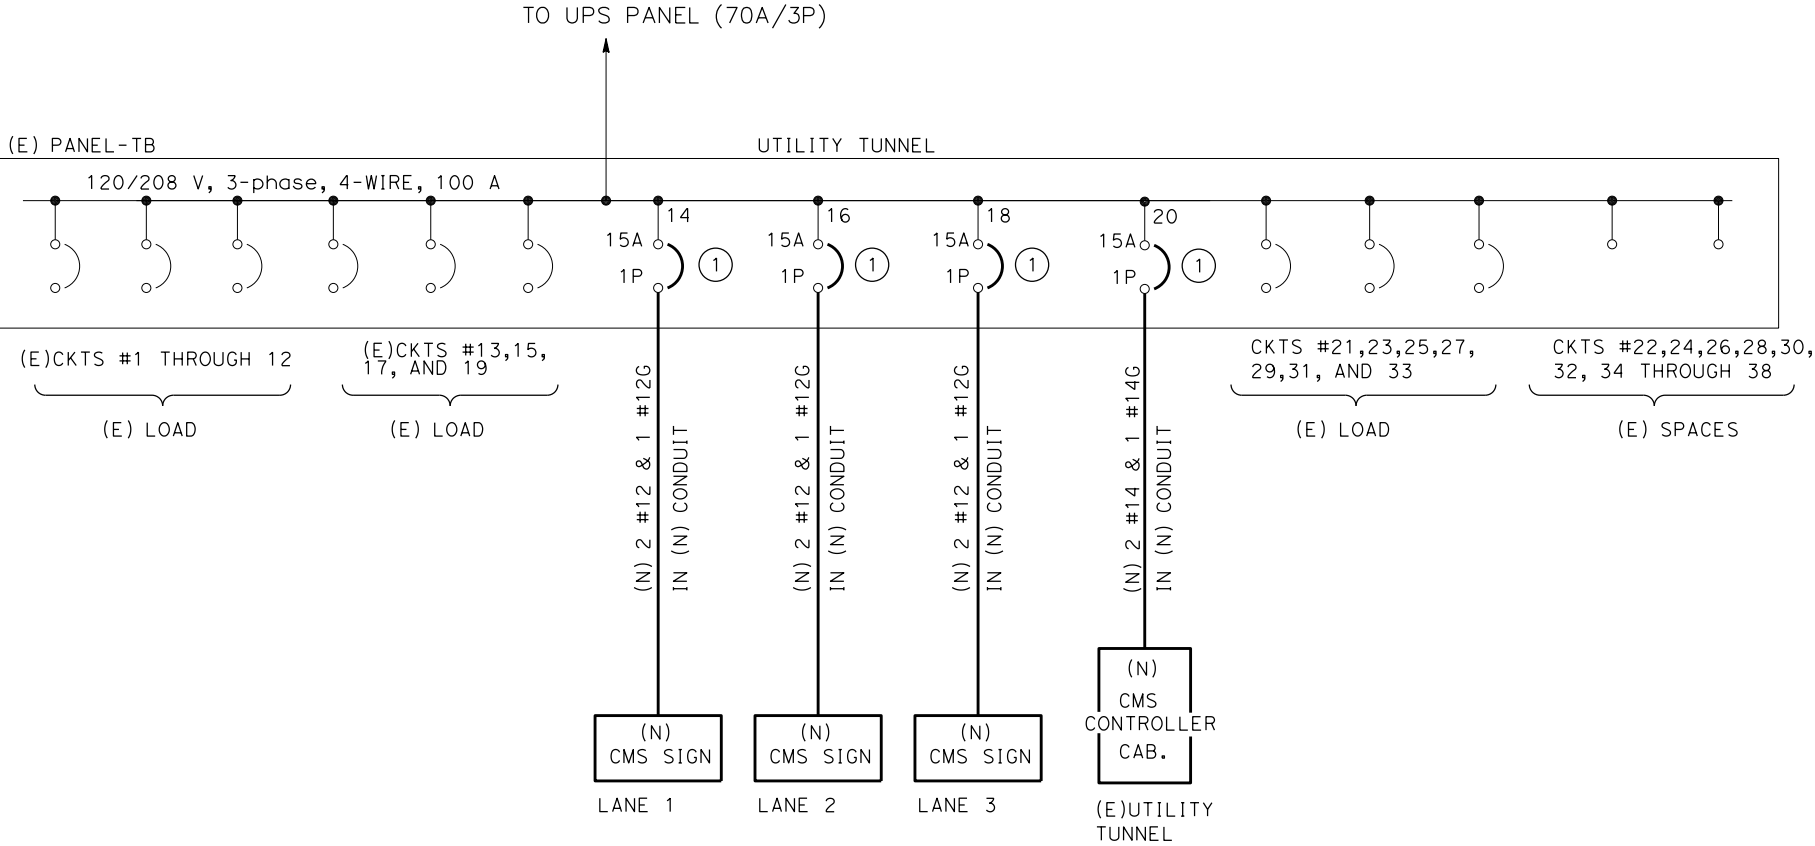 TO UPS PANEL (70A/3P)
(E) PANEL-TB
UTILITY TUNNEL
120/208 V, 3-phase, 4-WIRE, 100 A
14
15A
1P
1
16
15A
1P
1
18
15A
1P
1
20
15A
1P
1
(E)CKTS #1 THROUGH 12
(E) LOAD
(E)CKTS #13,15,
17, AND 19
(E) LOAD
(N) 2 #12 & 1 #12G
IN (N) CONDUIT
(N) 2 #12 & 1 #12G
IN (N) CONDUIT
(N) 2 #12 & 1 #12G
IN (N) CONDUIT
(N) 2 #14 & 1 #14G
IN (N) CONDUIT
CKTS #21,23,25,27,
29,31, AND 33
(E) LOAD
CKTS #22,24,26,28,30,
32, 34 THROUGH 38
(E) SPACES
(N)
CMS SIGN
LANE 1
(N)
CMS SIGN
LANE 2
(N)
CMS SIGN
LANE 3
(N)
CMS
CONTROLLER
CAB.
(E)UTILITY
TUNNEL